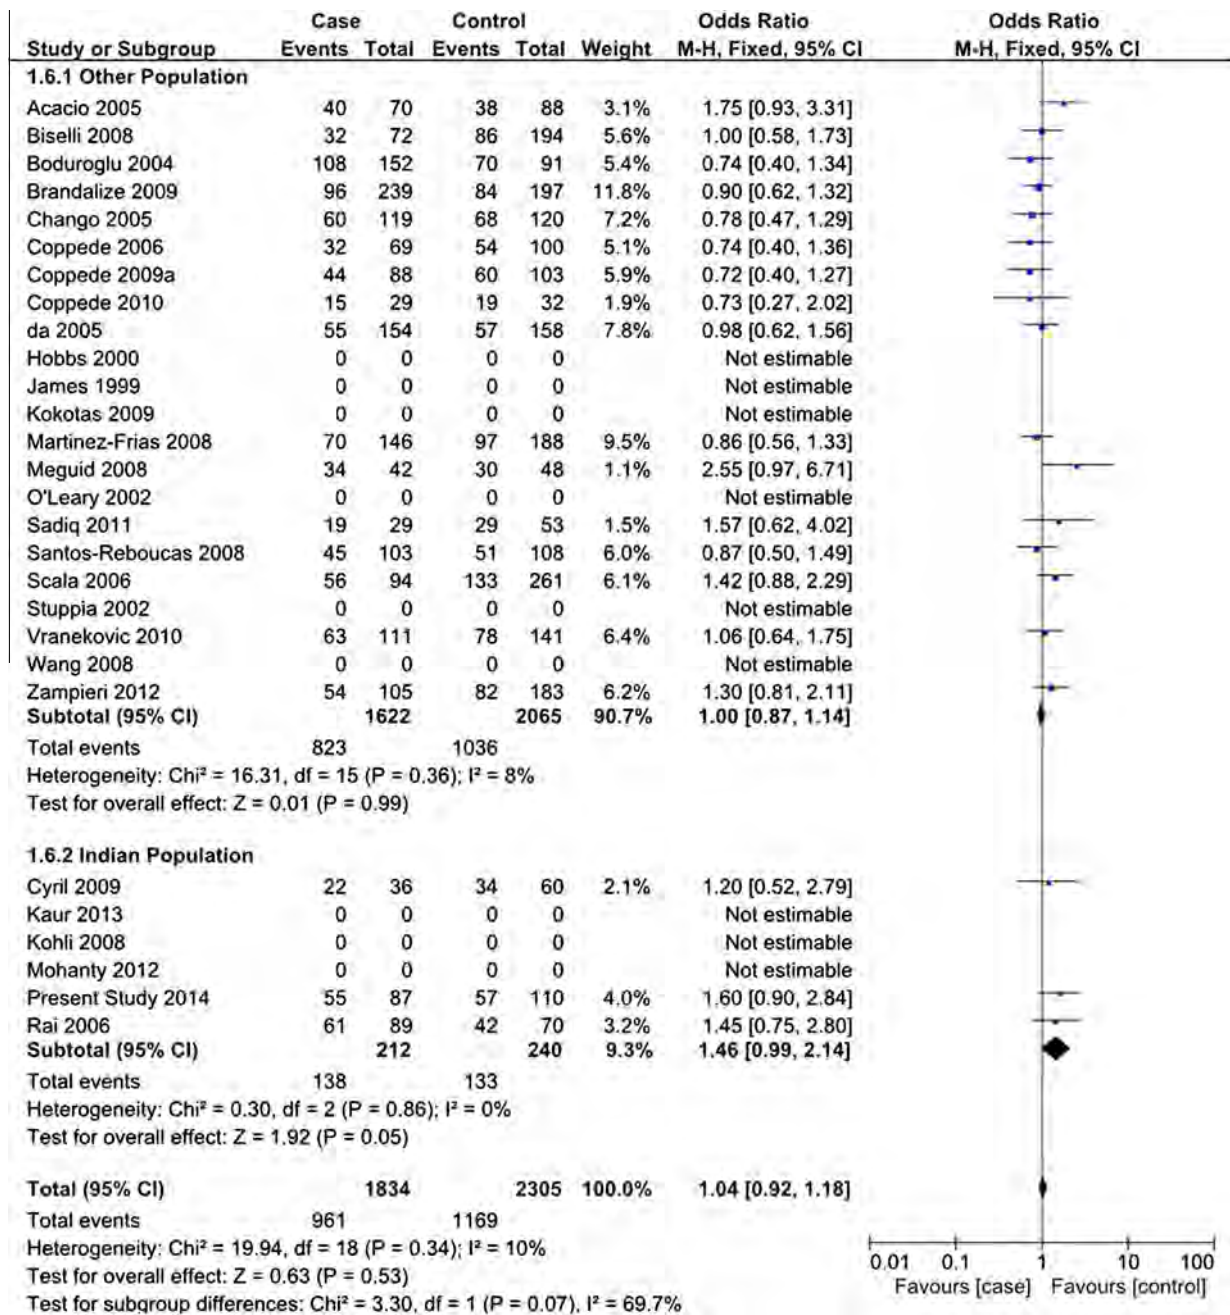 Case Control Odds Ratio Odds Ratio
Study or Subgroup Events Total Events Total Weight M-H, Fixed, 95% CI M-H, Fixed, 95% CI
1.6.1 Other Population
Acacio 2005 40 70 38 88 3.1% 1.75 [0.93, 3.31]
Biselli 2008 32 72 86 194 5.6% 1.00 [0.58, 1.73]
Boduroglu 2004 108 152 70 91 5.4% 0.74 [0.40, 1.34]
Brandalize 2009 96 239 84 197 11.8% 0.90 [0.62, 1.32]
Chango 2005 60 119 68 120 7.2% 0.78 [0.47, 1.29]
Coppede 2006 32 69 54 100 5.1% 0.74 [0.40, 1.36]
Coppede 2009a 44 88 60 103 5.9% 0.72 [0.40, 1.27]
Coppede 2010 15 29 19 32 1.9% 0.73 [0.27, 2.02]
da 2005 55 154 57 158 7.8% 0.98 [0.62, 1.56]
Hobbs 2000 0 0 0 0 Not estimable
James 1999 0 0 0 0 Not estimable
Kokotas 2009 0 0 0 0 Not estimable
Martinez-Frias 2008 70 146 97 188 9.5% 0.86 [0.56, 1.33]
Meguid 2008 34 42 30 48 1.1% 2.55 [0.97, 6.71]
O'Leary 2002 0 0 0 0 Not estimable
Sadiq 2011 19 29 29 53 1.5% 1.57 [0.62, 4.02]
Santos-Reboucas 2008 45 103 51 108 6.0% 0.87 [0.50, 1.49]
Scala 2006 56 94 133 261 6.1% 1.42 [0.88, 2.29]
Stuppia 2002 0 0 0 0 Not estimable
Vranekovic 2010 63 111 78 141 6.4% 1.06 [0.64, 1.75]
Wang 2008 0 0 0 0 Not estimable
Zampieri 2012 54 105 82 183 6.2% 1.30 [0.81, 2.11]
Subtotal (95% CI) 1622 2065 90.7% 1.00 [0.87, 1.14]
Total events 823 1036
Heterogeneity: Chi² = 16.31, df = 15 (P = 0.36); I² = 8%
Test for overall effect: Z = 0.01 (P = 0.99)
1.6.2 Indian Population
Cyril 2009 22 36 34 60 2.1% 1.20 [0.52, 2.79]
Kaur 2013 0 0 0 0 Not estimable
Kohli 2008 0 0 0 0 Not estimable
Mohanty 2012 0 0 0 0 Not estimable
Present Study 2014 55 87 57 110 4.0% 1.60 [0.90, 2.84]
Rai 2006 61 89 42 70 3.2% 1.45 [0.75, 2.80]
Subtotal (95% CI) 212 240 9.3% 1.46 [0.99, 2.14]
Total events 138 133
Heterogeneity: Chi² = 0.30, df = 2 (P = 0.86); I² = 0%
Test for overall effect: Z = 1.92 (P = 0.05)
Total (95% CI) 1834 2305 100.0% 1.04 [0.92, 1.18]
Total events 961 1169
Heterogeneity: Chi² = 19.94, df = 18 (P = 0.34); I² = 10%
0.01 0.1 1 10 100
Test for overall effect: Z = 0.63 (P = 0.53)
Favours [case] Favours [control]
Test for subgroup differences: Chi² = 3.30, df = 1 (P = 0.07), I² = 69.7%